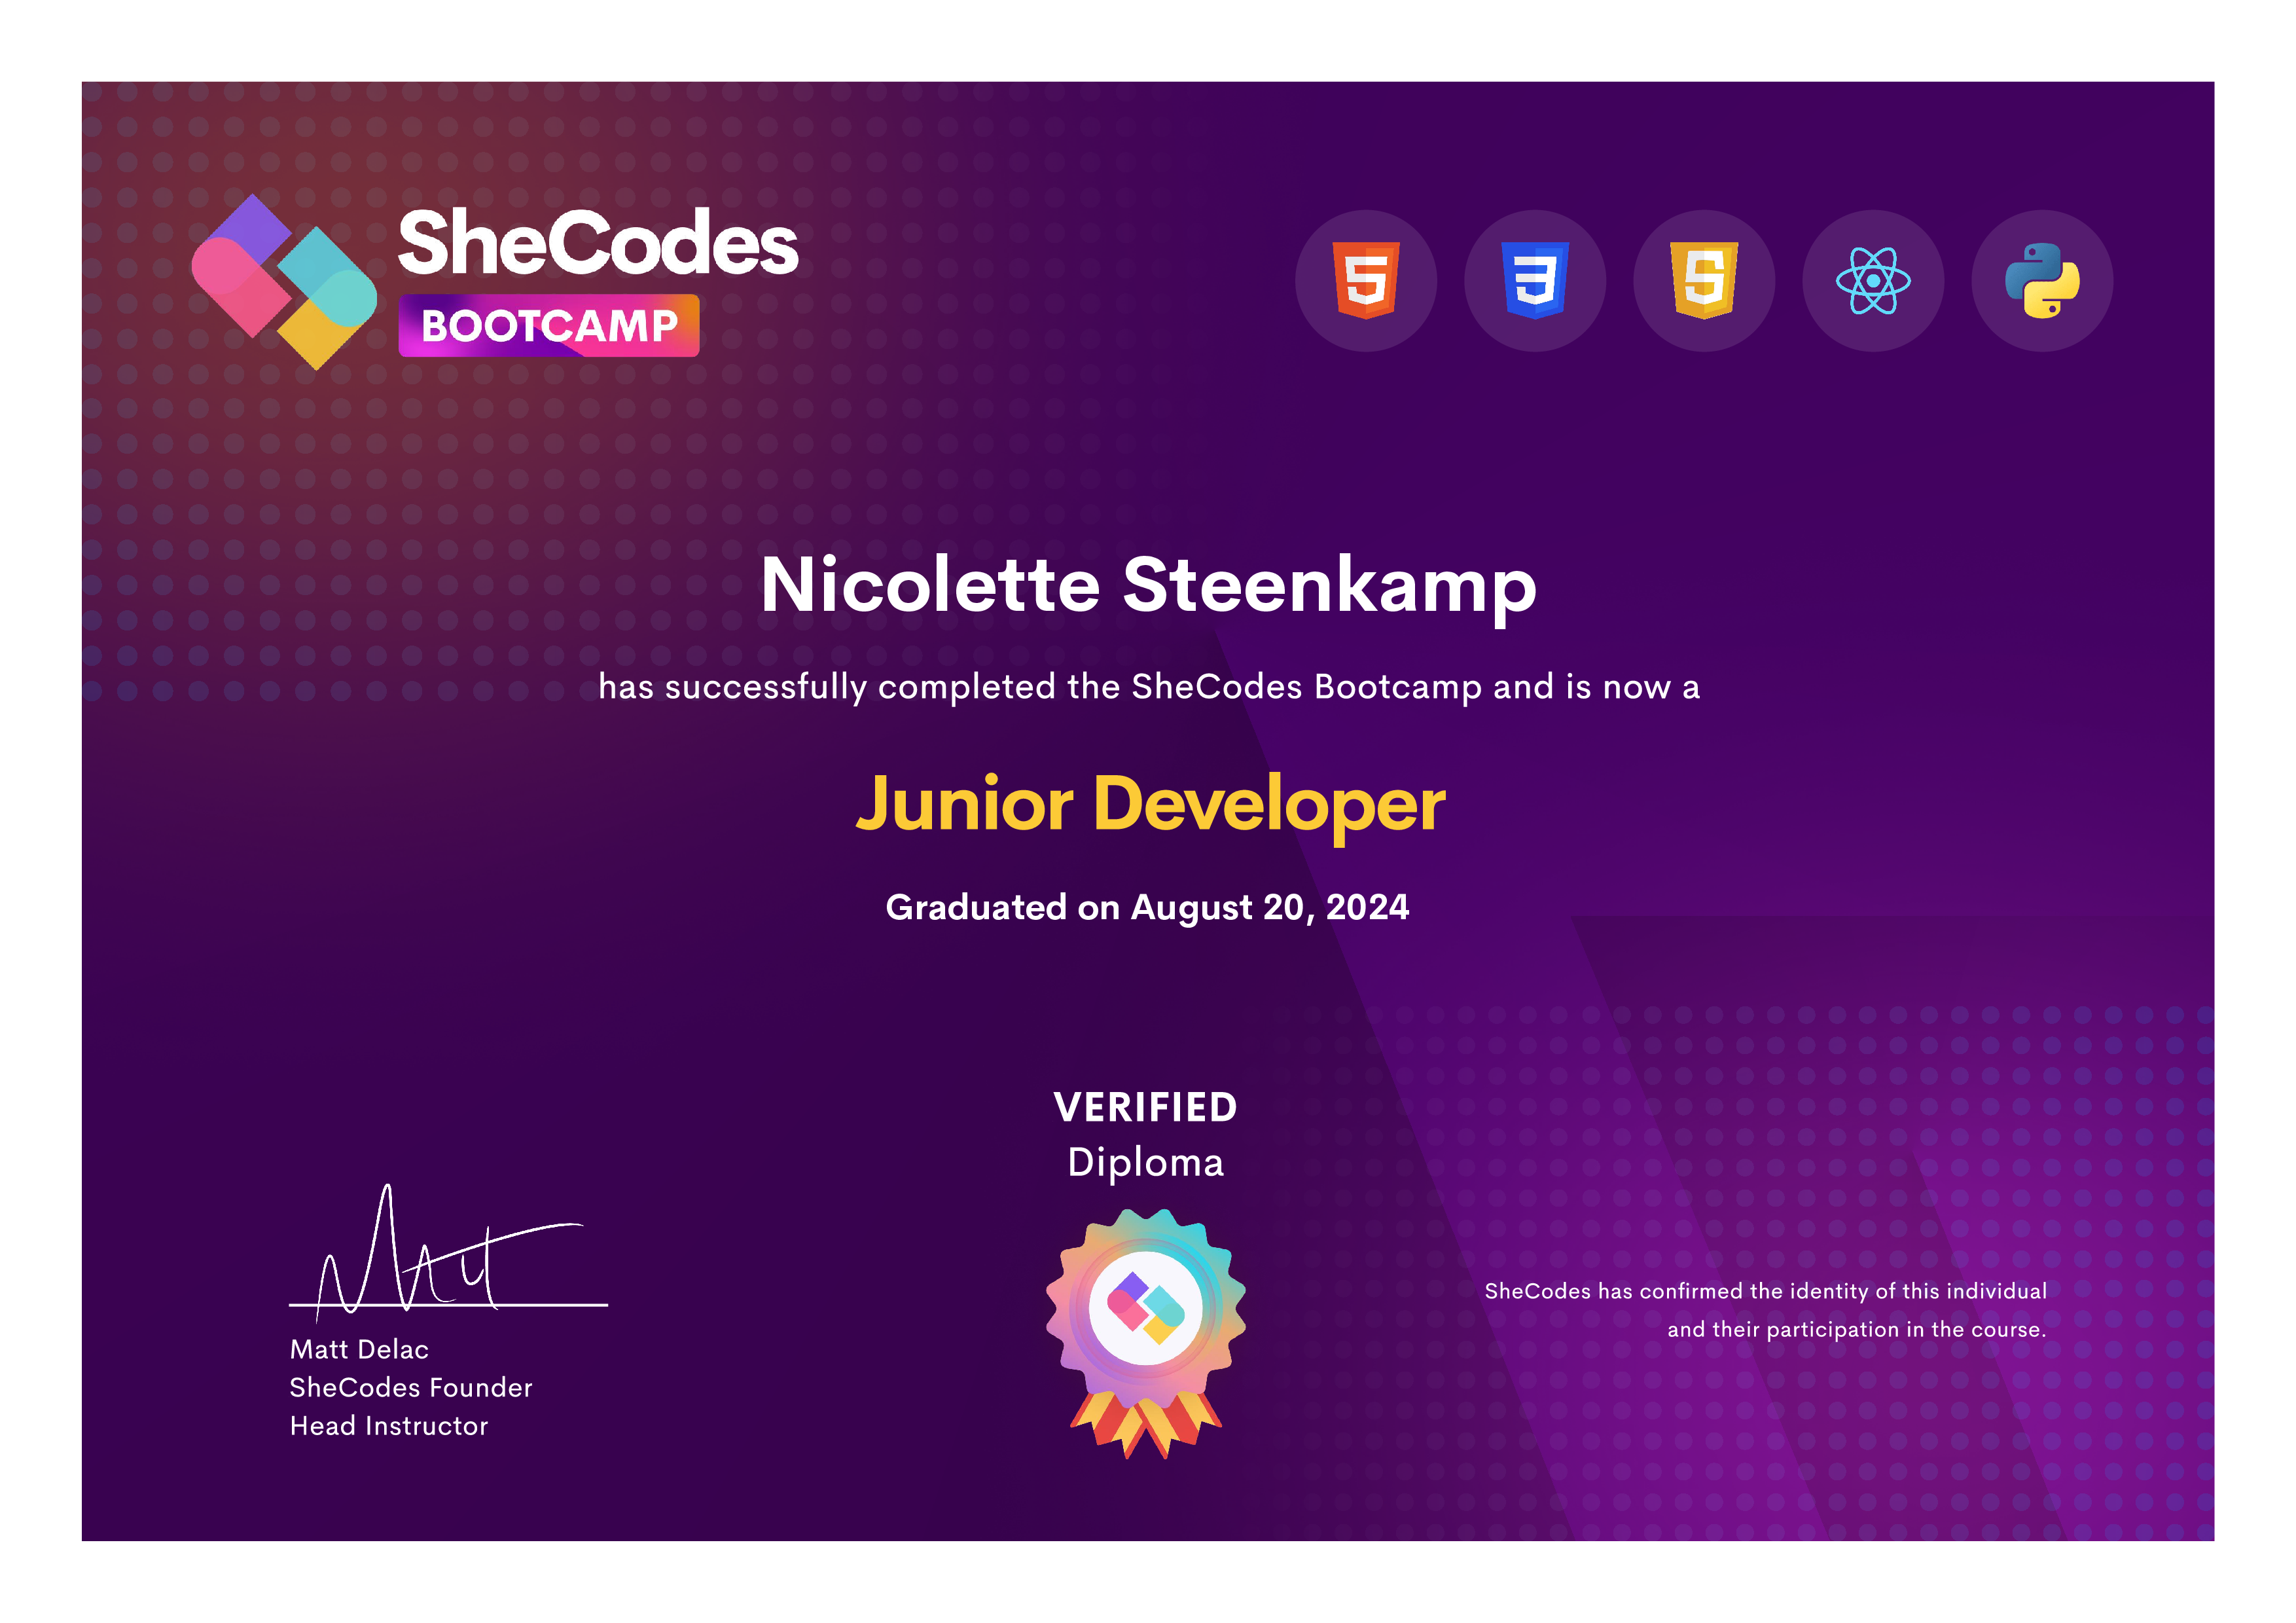 SheCodes
BOOTCAMP
Nicolette Steenkamp
has successfully completed the SheCodes Bootcamp and is now a
Junior Developer
Graduated on August 20, 2024
VERIFIED
Diploma
Matt Delac
SheCodes Founder
Head Instructor
SheCodes has confirmed the identity of this individual
and their participation in the course.